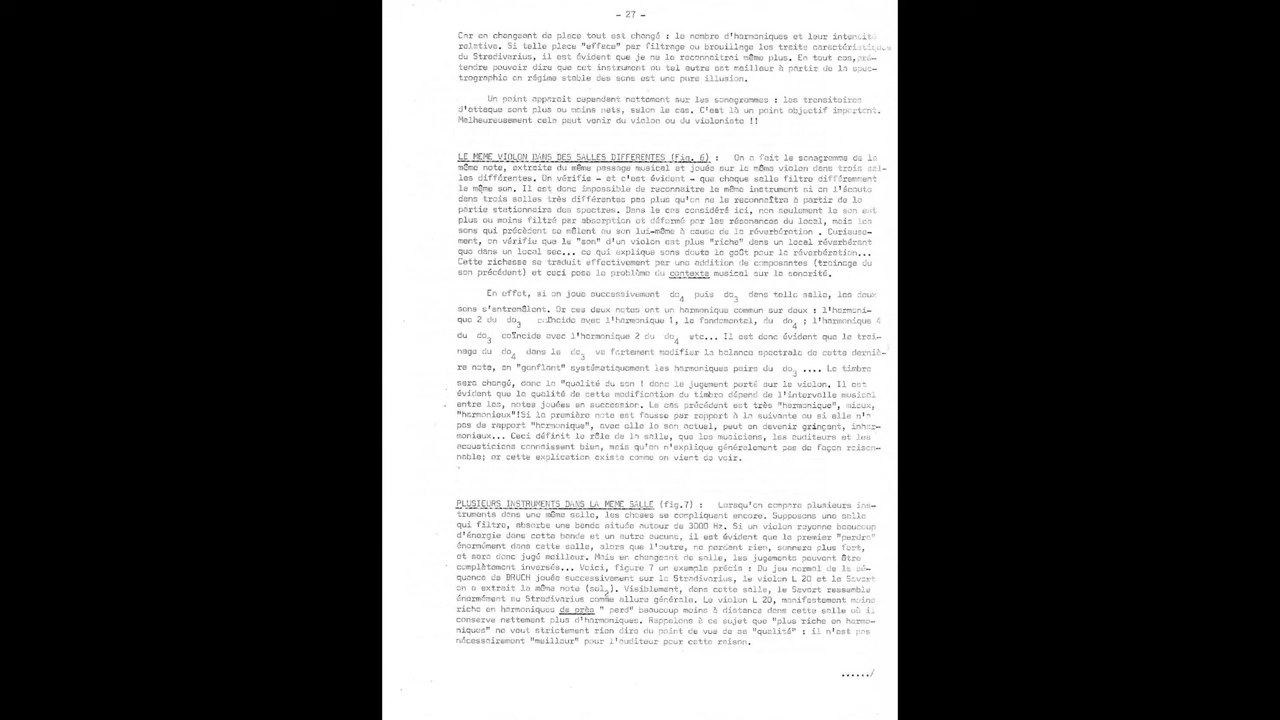 - 27 -
Car en changeant de place tout est changé : le nombre d'harmoniques et leur intensité
relative. Si telle place "efface" par filtrage ou brouillage les traits caractéristiques
du Stradivarius, il est évident que je ne le reconnaitrai même plus. En tout cas, pré-
tendre pouvoir dire que cet instrument ou tel autre est meilleur à partir de la spec-
trographie en régime stable des sons est une pure illusion.
Un point apparait cependant nettement sur les sonagrammes : les transitoires
d'attaque sont plus ou moins nets, selon le cas. C'est là un point objectif important.
Malheureusement cela peut venir du violon ou du violoniste !!
LE MEME VIOLON DANS DES SALLES DIFFERENTES (Fig. 6) : On a fait le sonagramme de la
même note, extraite du même passage musical et jouée sur le même violon dans trois sal-
les différentes. On vérifie - et c'est évident - que chaque salle filtre différemment
le même son. Il est donc impossible de reconnaitre le même instrument si on l'écoute
dans trois salles très différentes pas plus qu'on ne le reconnaître à partir de la
partie stationnaire des spectres. Dans le cas considéré ici, non seulement le son est
plus ou moins filtré par absorption et déformé par les résonances du local, mais les
sons qui précèdent se mêlent au son lui-même à cause de la réverbération . Curieuse-
ment, on vérifie que le "son" d'un violon est plus "riche" dans un local réverbérant
que dans un local sec... ce qui explique sans doute le goût pour la réverbération...
Cette richesse se traduit effectivement par une addition de composantes (trainage du
son précédent) et ceci pose le problème du contexte musical sur la sonorité.
En effet, si on joue successivement do4 puis do3 dans telle salle, les deux
sons s'entremêlent. Or ces deux notes ont un harmonique commun sur deux : l'harmoni-
que 2 du do3 coïncide avec l'harmonique 1, le fondamental, du do4 ; l'harmonique 4
du do3 coïncide avec l'harmonique 2 du do4 etc... Il est donc évident que le trai-
nage du do4 dans le do3 va fortement modifier la balance spectrale de cette derniè-
re note, en "gonflant" systématiquement les harmoniques pairs du do3 .... Le timbre
sera changé, donc la "qualité du son ! donc le jugement porté sur le violon. Il est
évident que la qualité de cette modification du timbre dépend de l'intervalle musical
entre les, notes jouées en succession. Le cas précédent est très "harmonique", mieux,
"harmonieux"!Si la première note est fausse par rapport à la suivante ou si elle n'a
pas de rapport "harmonique", avec elle le son actuel, peut en devenir grinçant, inhar-
monieux... Ceci définit le rôle de la salle, que les musiciens, les auditeurs et les
acousticiens connaissent bien, mais qu'on n'explique généralement pas de façon raison-
nable; or cette explication existe comme on vient de voir.
PLUSIEURS INSTRUMENTS DANS LA MEME SALLE (fig.7) : Lorsqu'on compare plusieurs ins-
truments dans une même salle, les choses se compliquent encore. Supposons une salle
qui filtre, absorbe une bande située autour de 3000 Hz. Si un violon rayonne beaucoup
d'énergie dans cette bande et un autre aucune, il est évident que le premier "perdra"
énormément dans cette salle, alors que l'autre, ne perdant rien, sonnera plus fort,
et sera donc jugé meilleur. Mais en changeant de salle, les jugements peuvent être
complètement inversés... Voici, figure 7 un exemple précis : Du jeu normal de la sé-
quence de BRUCH jouée successivement sur le Stradivarius, le violon L 20 et le Savart
on a extrait la même note (sol2). Visiblement, dans cette salle, le Savart ressemble
énormément au Stradivarius comme allure générale. Le violon L 20, manifestement moins
riche en harmoniques de près " perd" beaucoup moins à distance dans cette salle où il
conserve nettement plus d'harmoniques. Rappelons à ce sujet que "plus riche en harmo-
niques" ne veut strictement rien dire du point de vue de sa "qualité" : il n'est pas
nécessairement "meilleur" pour l'auditeur pour cette raison.
....../